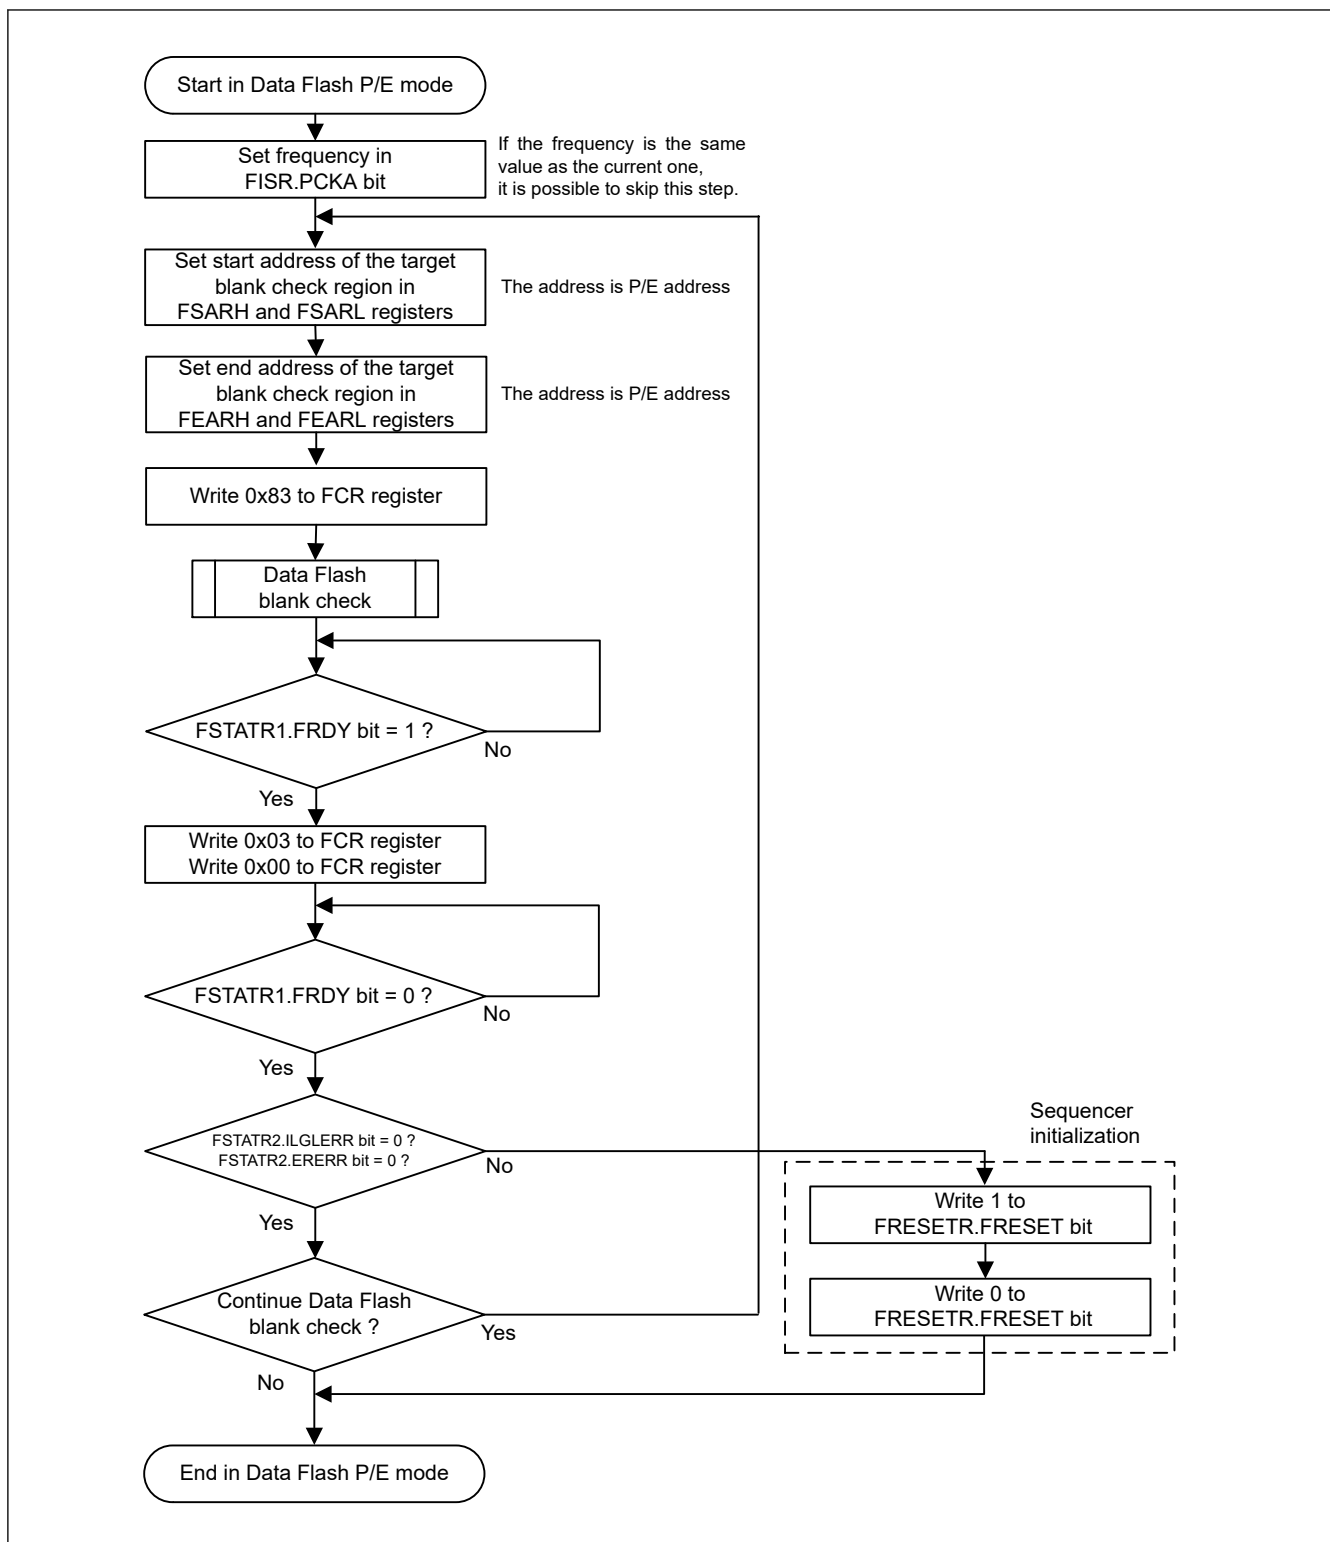 Start in Data Flash P/E mode
Set frequency in
FISR.PCKA bit
If the frequency is the same
value as the current one,
it is possible to skip this step.
Set start address of the target
blank check region in
FSARH and FSARL registers
The address is P/E address
Set end address of the target
blank check region in
FEARH and FEARL registers
The address is P/E address
Write 0x83 to FCR register
Data Flash
blank check
FSTATR1.FRDY bit = 1 ?
No
Yes
Write 0x03 to FCR register
Write 0x00 to FCR register
FSTATR1.FRDY bit = 0 ?
No
Yes
FSTATR2.ILGLERR bit = 0 ?
FSTATR2.ERERR bit = 0 ?
No
Yes
Sequencer
initialization
Write 1 to
FRESETR.FRESET bit
Write 0 to
FRESETR.FRESET bit
Continue Data Flash
blank check ?
Yes
No
End in Data Flash P/E mode